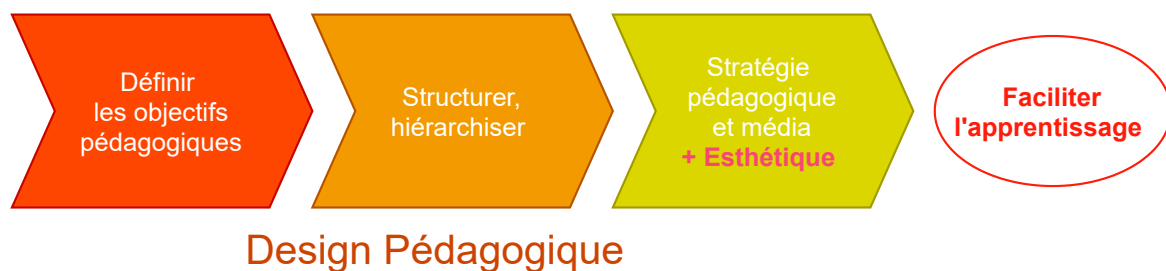 Définir
les objectifs
pédagogiques
Structurer,
hiérarchiser
Stratégie
pédagogique
et média
+ Esthétique
Faciliter
l'apprentissage
Design Pédagogique